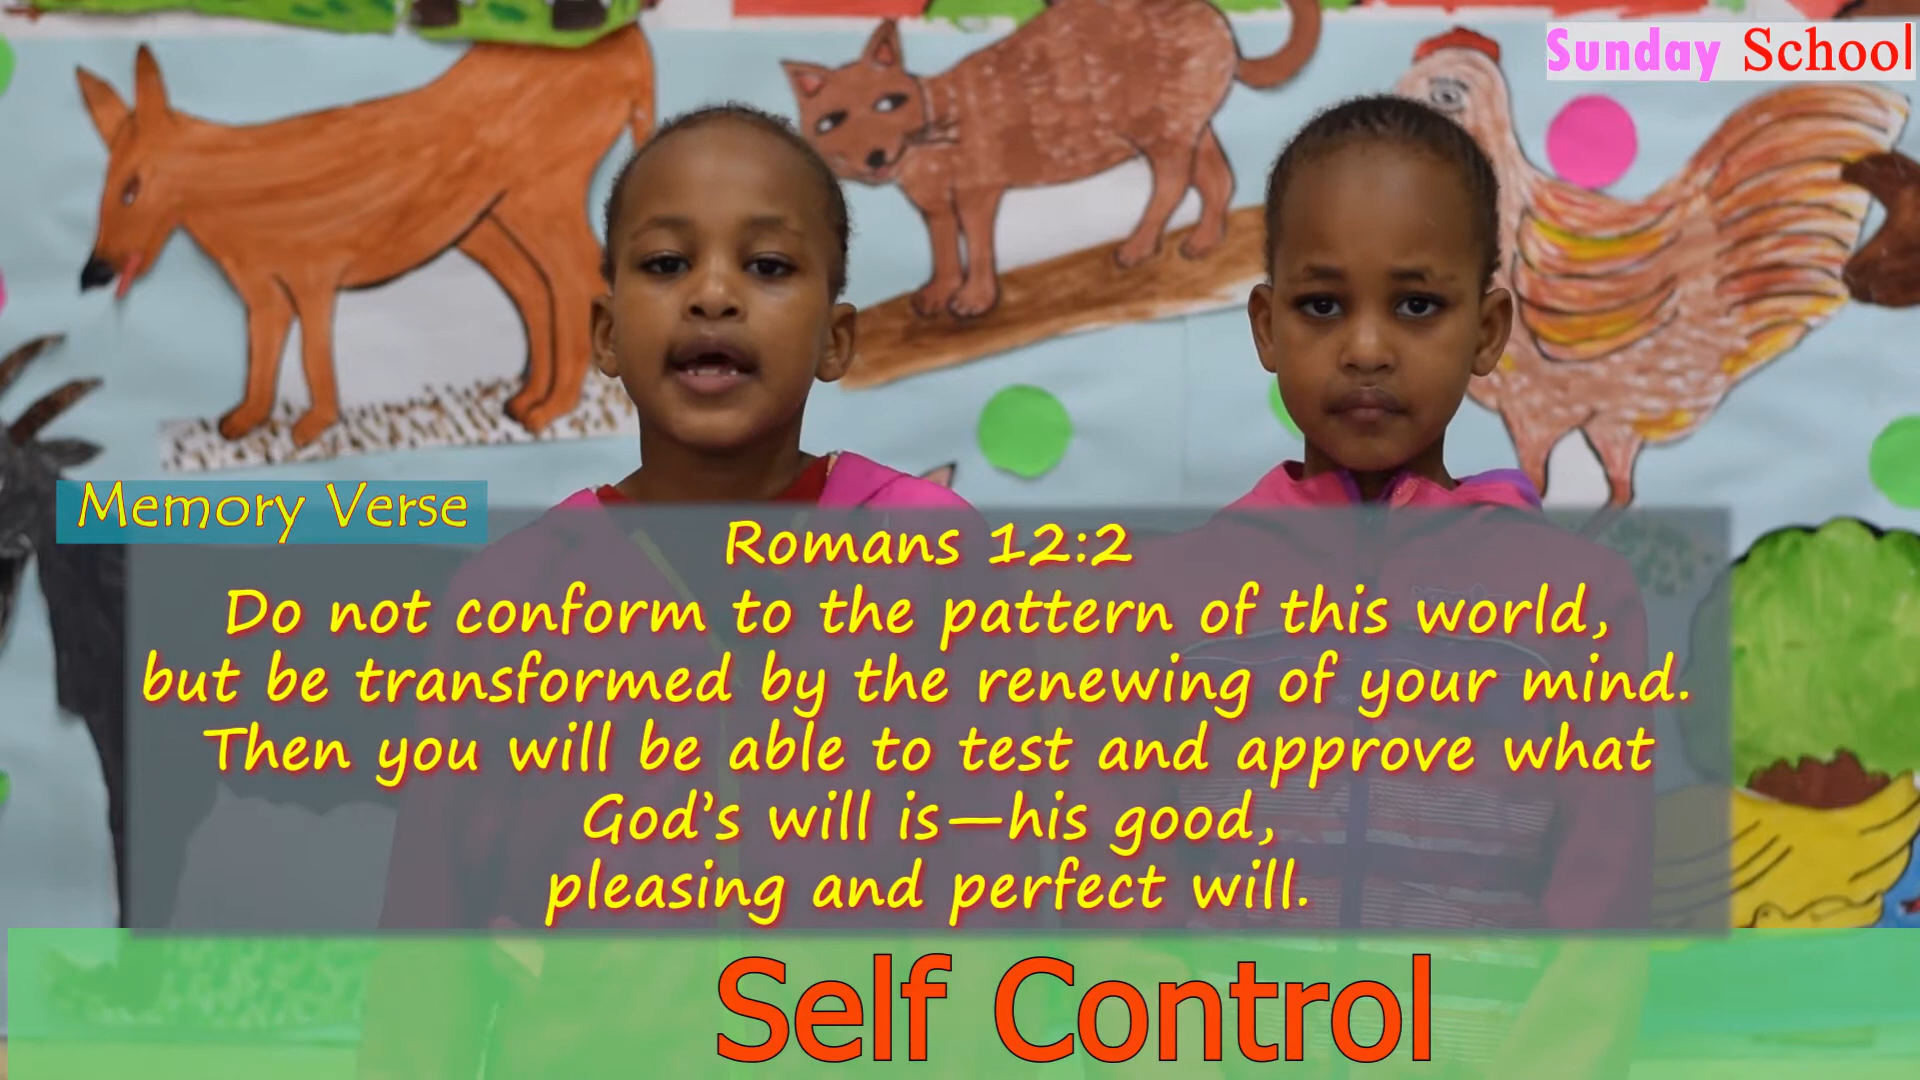 Sunday School
Memory Verse
Romans 12:2
Do not conform to the pattern of this world,
but be transformed by the renewing of your mind.
Then you will be able to test and approve what
God's will is—his good,
pleasing and perfect will.
Self Control